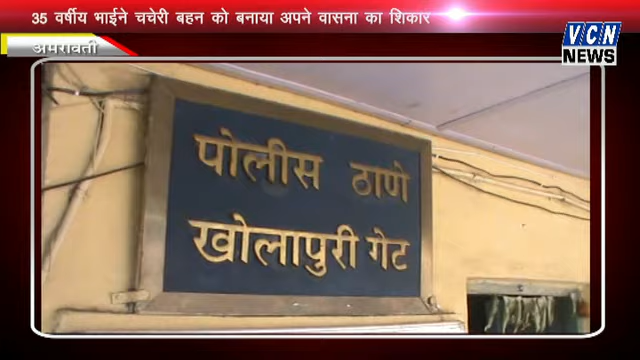 35 वर्षीय भाईने चचेरी बहन को बनाया अपने वासना का शिकार
अमरावती
VCN
NEWS
पोलीस ठाणे
खोलापुरी गेट